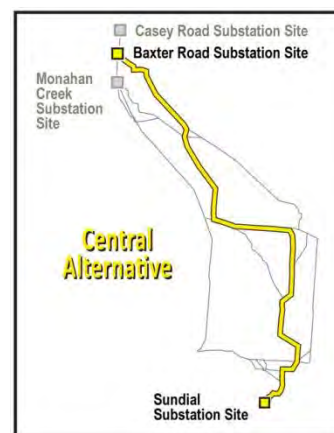 Casey Road Substation Site
Baxter Road Substation Site
Monahan
Creek
Substation
Site
Central
Alternative
Sundial
Substation Site